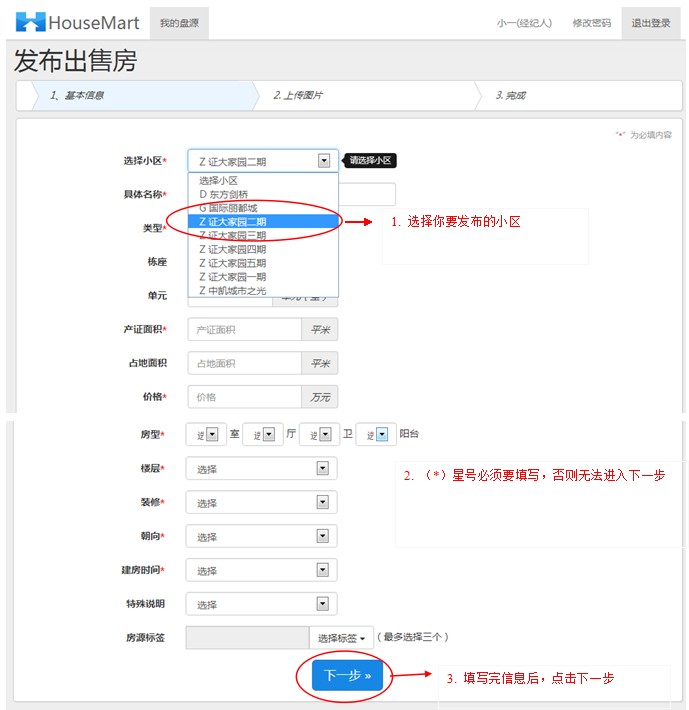 HouseMart 我的盘源 小一(经纪人) 修改密码 退出登录
发布出售房
1、基本信息 2. 上传图片 3. 完成
"*" 为必填内容
选择小区* Z 证大家园二期 请选择小区
选择小区
具体名称* D 东方剑桥
G 国际丽都城
类型* Z 证大家园二期 1. 选择你要发布的小区
Z 证大家园三期
Z 证大家园四期
栋座 Z 证大家园五期
Z 证大家园一期
单元 Z 中凯城市之光
产证面积* 产证面积 平米
占地面积 占地面积 平米
价格* 价格 万元
房型* 室 厅 卫 阳台
楼层* 选择
2. （*）星号必须要填写，否则无法进入下一步
装修* 选择
朝向* 选择
建房时间* 选择
特殊说明 选择
房源标签 选择标签 （最多选择三个）
下一步 » 3. 填写完信息后，点击下一步